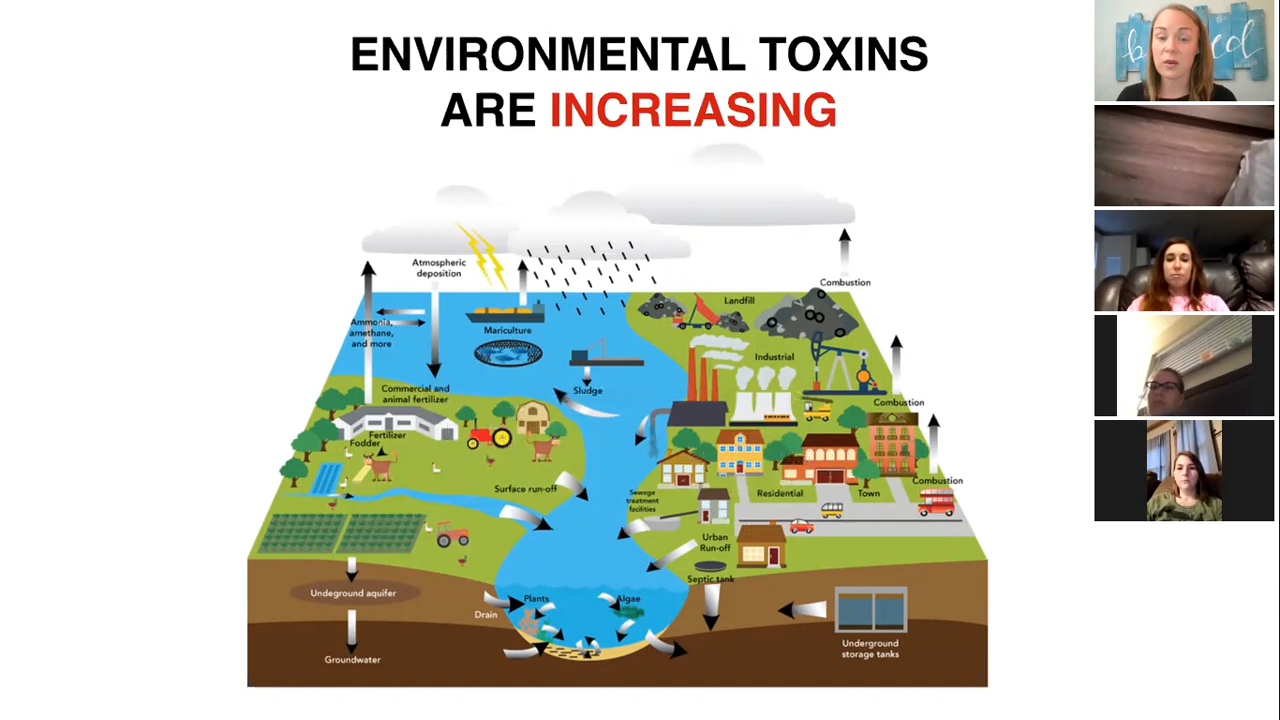 ENVIRONMENTAL TOXINS
ARE INCREASING
Atmospheric
deposition
Combustion
Landfill
Ammonia,
amethane,
and more
Mariculture
Industrial
Sludge
Commercial and
animal fertilizer
Combustion
Fertilizer
Fodder
Combustion
Surface run-off
Sewage
treatment
facilities
Residential
Town
Urban
Run-off
Septic tank
Undeground aquifer
Plants
Algae
Drain
Underground
storage tanks
Groundwater